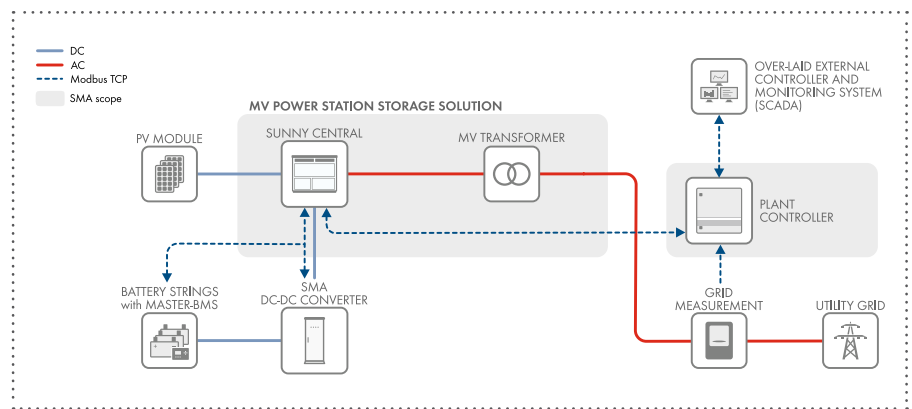 DC
AC
Modbus TCP
SMA scope
MV POWER STATION STORAGE SOLUTION
SUNNY CENTRAL
MV TRANSFORMER
PV MODULE
OVER-LAID EXTERNAL
CONTROLLER AND
MONITORING SYSTEM
(SCADA)
PLANT
CONTROLLER
BATTERY STRINGS
with MASTER-BMS
SMA
DC-DC CONVERTER
GRID
MEASUREMENT
UTILITY GRID